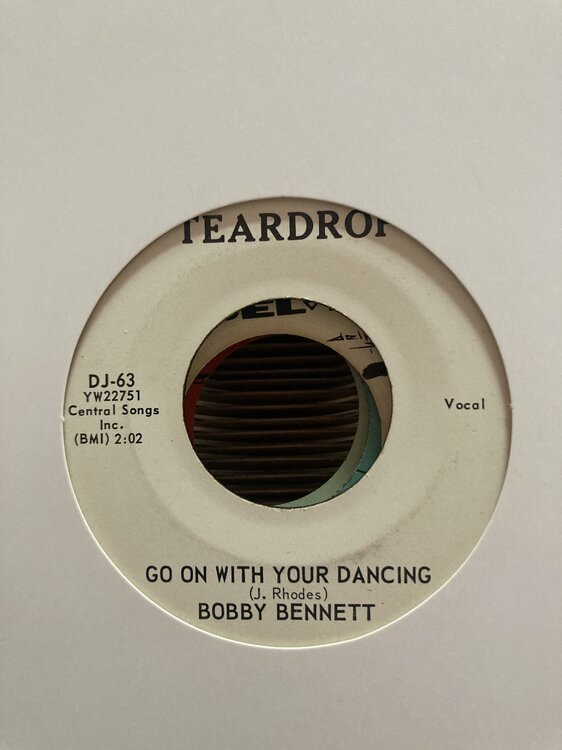 TEARDROP
DJ-63
YW22751
Central Songs
Inc.
(BMI) 2:02
Vocal
GO ON WITH YOUR DANCING
(J. Rhodes)
BOBBY BENNETT